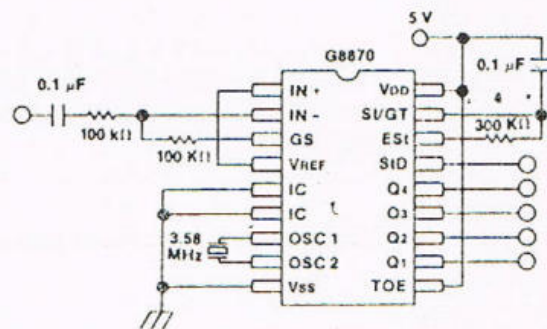 5 V
G8870
0.1 µF
0.1 µF
100 kΩ
100 KΩ
300 KΩ
3.58
MHz
IN +
IN -
GS
VREF
IC
IC
OSC 1
OSC 2
VSS
VDD
St/GT
ESt
StD
Q4
Q3
Q2
Q1
TOE